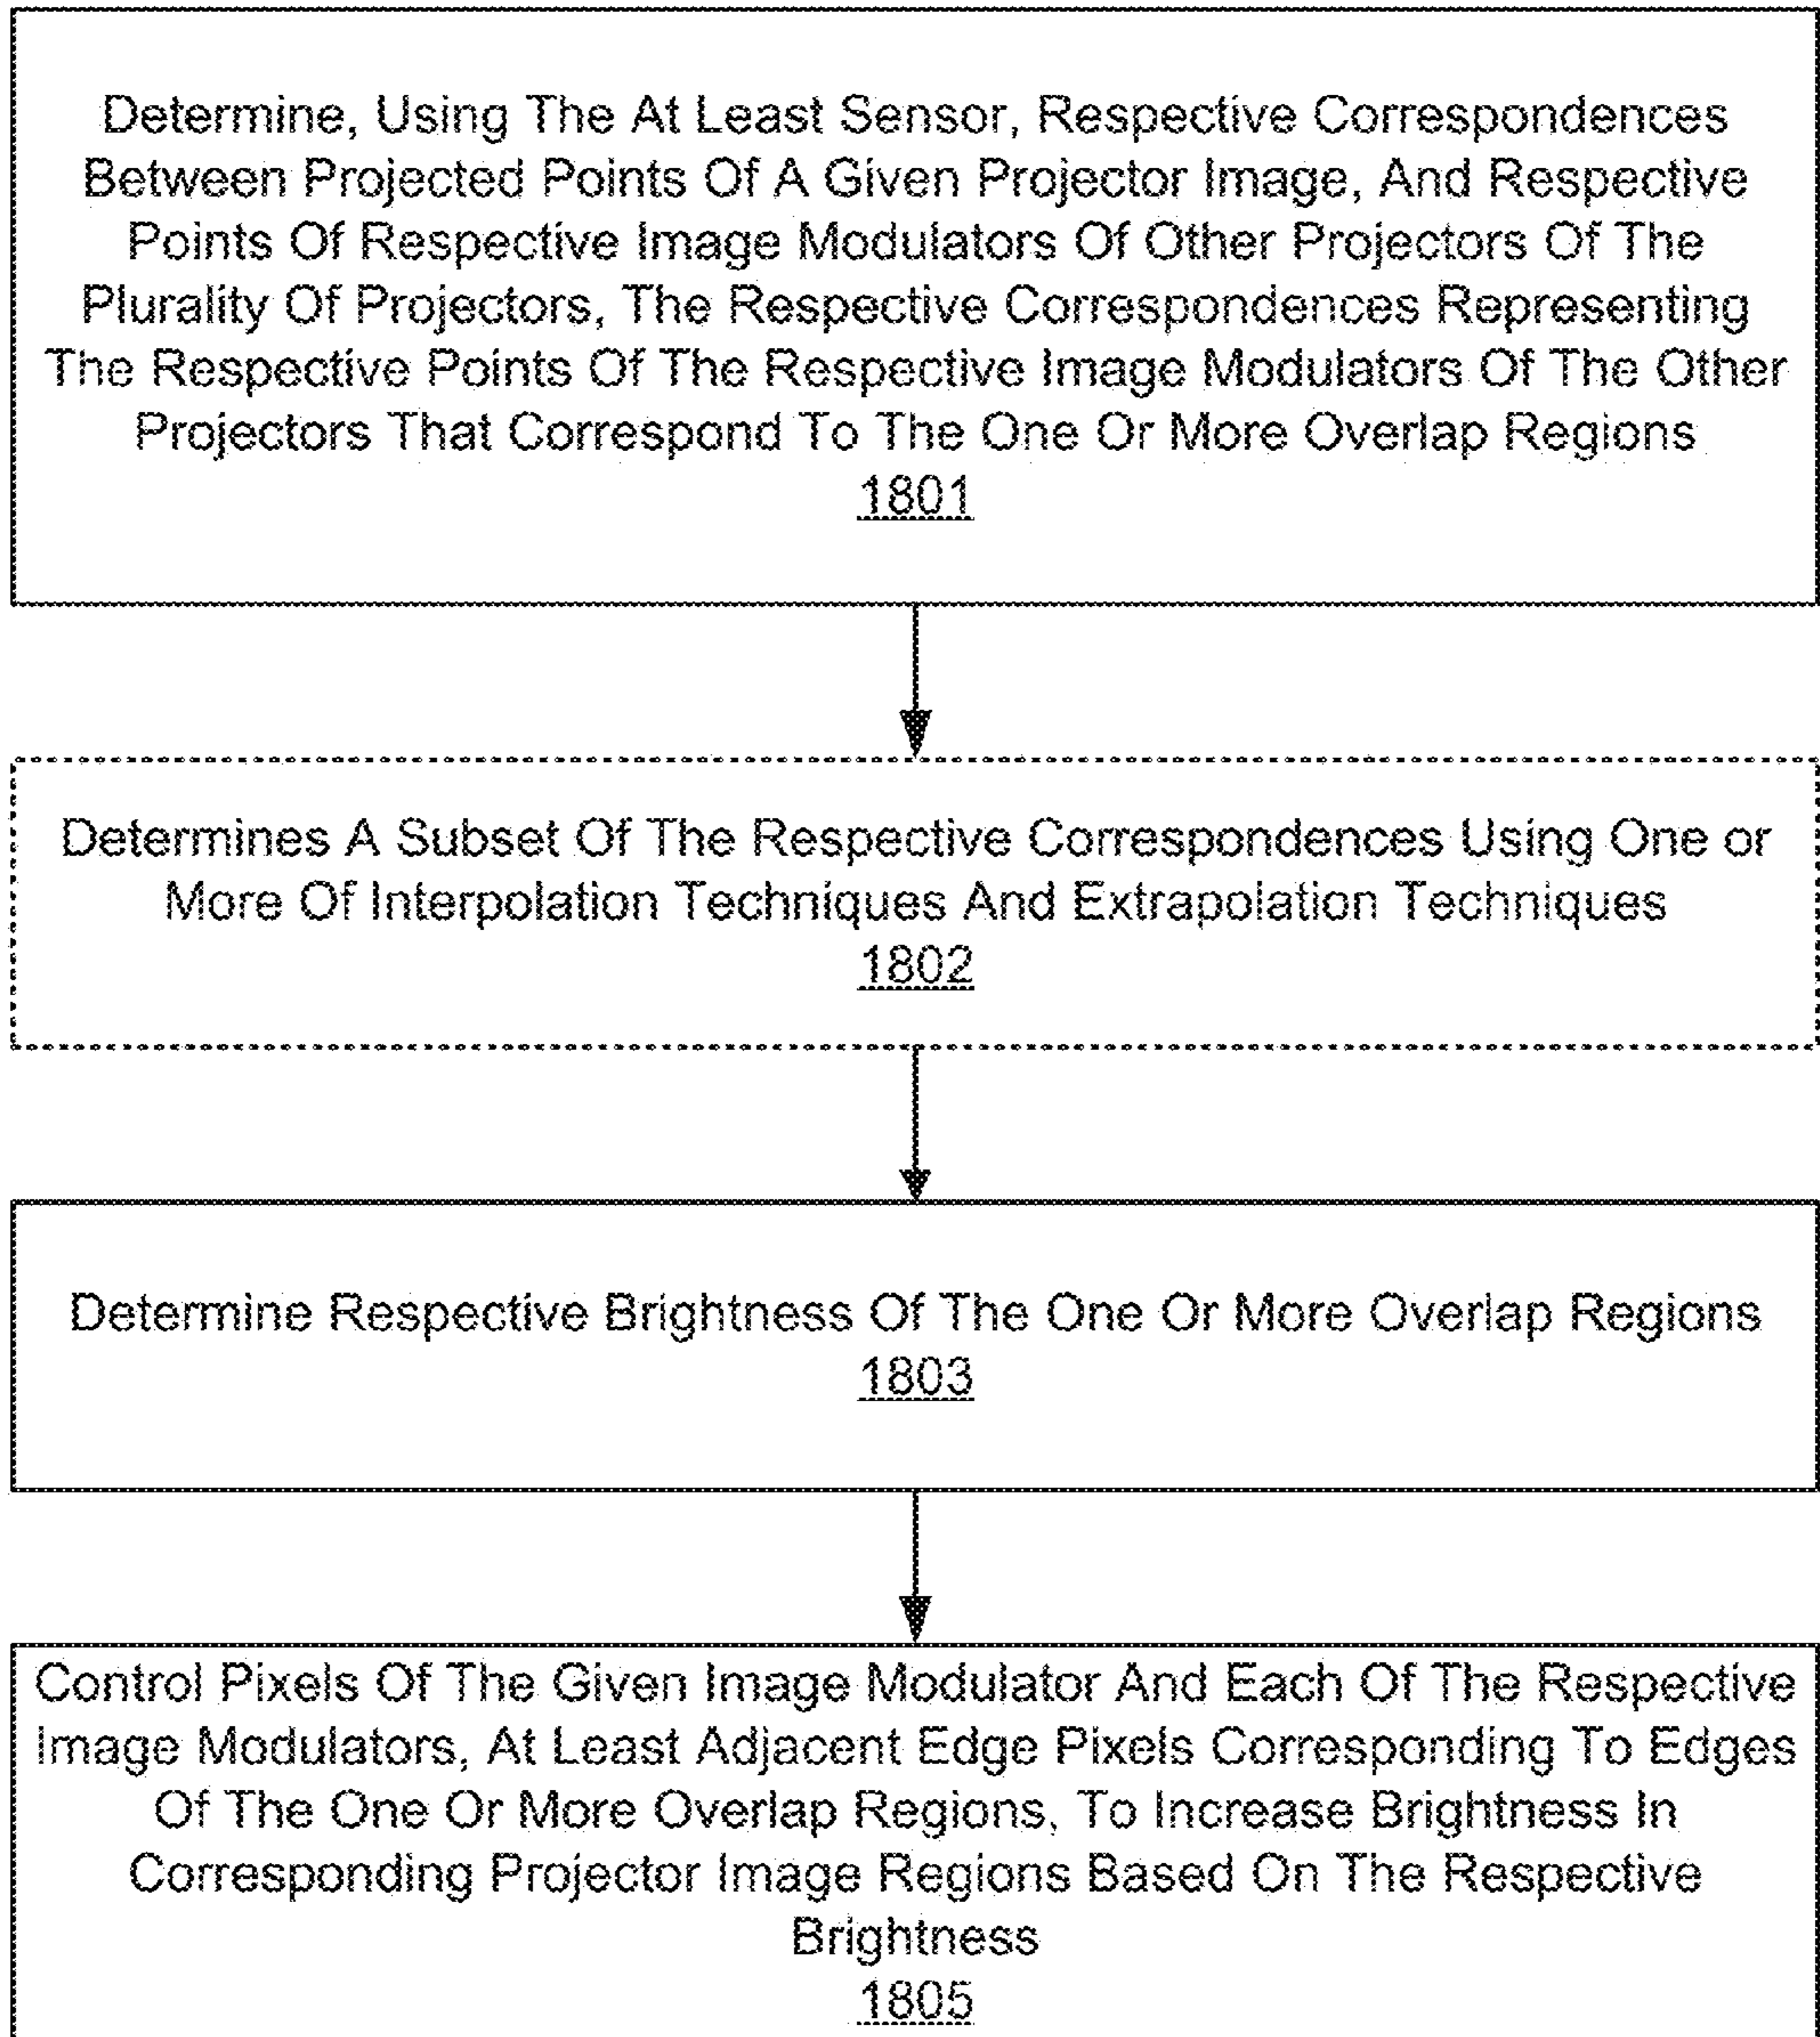 Determine, Using The At Least Sensor, Respective Correspondences
Between Projected Points Of A Given Projector Image, And Respective
Points Of Respective Image Modulators Of Other Projectors Of The
Plurality Of Projectors, The Respective Correspondences Representing
The Respective Points Of The Respective Image Modulators Of The Other
Projectors That Correspond To The One Or More Overlap Regions
1801
Determines A Subset Of The Respective Correspondences Using One or
More Of Interpolation Techniques And Extrapolation Techniques
1802
Determine Respective Brightness Of The One Or More Overlap Regions
1803
Control Pixels Of The Given Image Modulator And Each Of The Respective
Image Modulators, At Least Adjacent Edge Pixels Corresponding To Edges
Of The One Or More Overlap Regions, To Increase Brightness In
Corresponding Projector Image Regions Based On The Respective
Brightness
1805